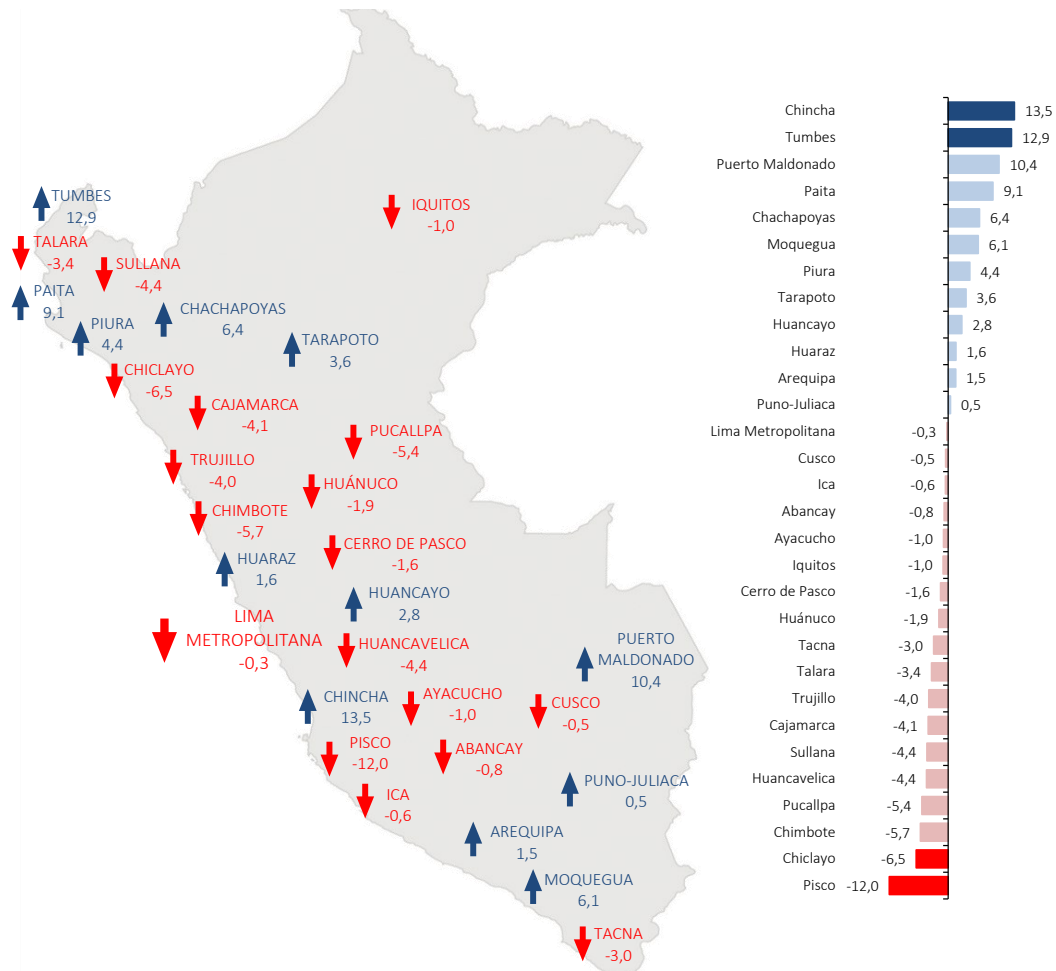 TUMBES
12,9
TALARA
-3,4
SULLANA
-4,4
PAITA
9,1
PIURA
4,4
CHACHAPOYAS
6,4
TARAPOTO
3,6
IQUITOS
-1,0
CHICLAYO
-6,5
CAJAMARCA
-4,1
PUCALLPA
-5,4
TRUJILLO
-4,0
HUÁNUCO
-1,9
CHIMBOTE
-5,7
CERRO DE PASCO
-1,6
HUARAZ
1,6
HUANCAYO
2,8
LIMA
METROPOLITANA
-0,3
HUANCAVELICA
-4,4
PUERTO
MALDONADO
10,4
CHINCHA
13,5
AYACUCHO
-1,0
CUSCO
-0,5
PISCO
-12,0
ABANCAY
-0,8
ICA
-0,6
PUNO-JULIACA
0,5
AREQUIPA
1,5
MOQUEGUA
6,1
TACNA
-3,0
Chincha 13,5
Tumbes 12,9
Puerto Maldonado 10,4
Paita 9,1
Chachapoyas 6,4
Moquegua 6,1
Piura 4,4
Tarapoto 3,6
Huancayo 2,8
Huaraz 1,6
Arequipa 1,5
Puno-Juliaca 0,5
Lima Metropolitana -0,3
Cusco -0,5
Ica -0,6
Abancay -0,8
Ayacucho -1,0
Iquitos -1,0
Cerro de Pasco -1,6
Huánuco -1,9
Tacna -3,0
Talara -3,4
Trujillo -4,0
Cajamarca -4,1
Sullana -4,4
Huancavelica -4,4
Pucallpa -5,4
Chimbote -5,7
Chiclayo -6,5
Pisco -12,0